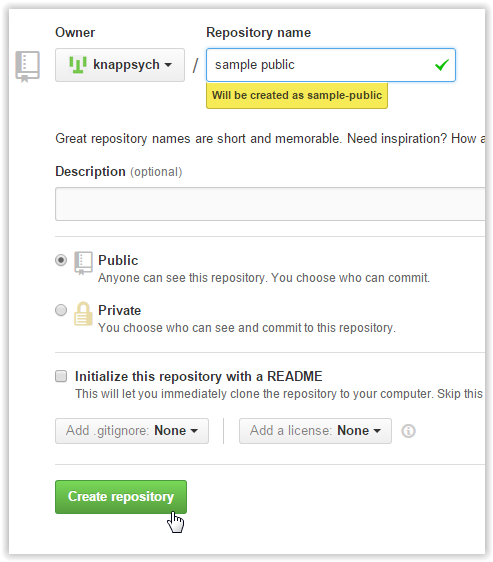 Owner Repository name
knappsych / sample public
Will be created as sample-public
Great repository names are short and memorable. Need inspiration? How a
Description (optional)
Public
Anyone can see this repository. You choose who can commit.
Private
You choose who can see and commit to this repository.
Initialize this repository with a README
This will let you immediately clone the repository to your computer. Skip this
Add .gitignore: None Add a license: None
Create repository